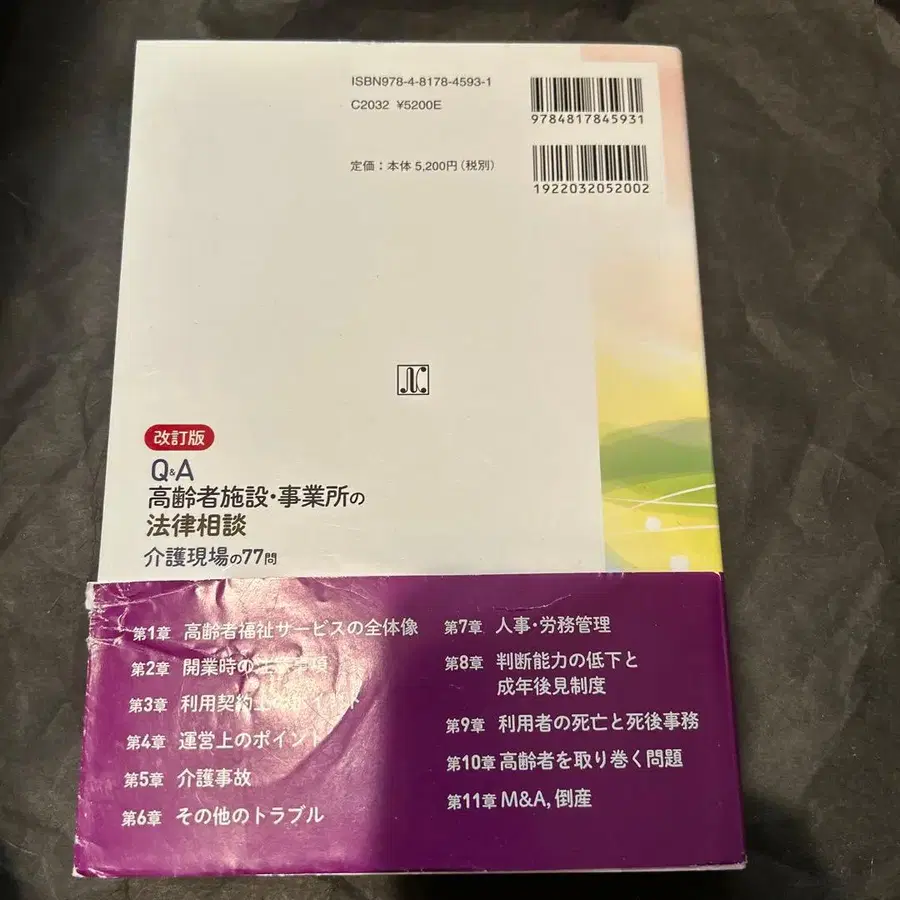 ISBN978-4-8178-4593-1
C2032 ¥5200E
9784817845931
定価：本体 5,200円（税別）
1922032052002
改訂版
Q&A
高齢者施設・事業所の
法律相談
介護現場の77問
第1章 高齢者福祉サービスの全体像
第2章 開業時の注意事項
第3章 利用契約上のポイント
第4章 運営上のポイント
第5章 介護事故
第6章 その他のトラブル
第7章 人事・労務管理
第8章 判断能力の低下と
成年後見制度
第9章 利用者の死亡と死後事務
第10章 高齢者を取り巻く問題
第11章 M&A, 倒産